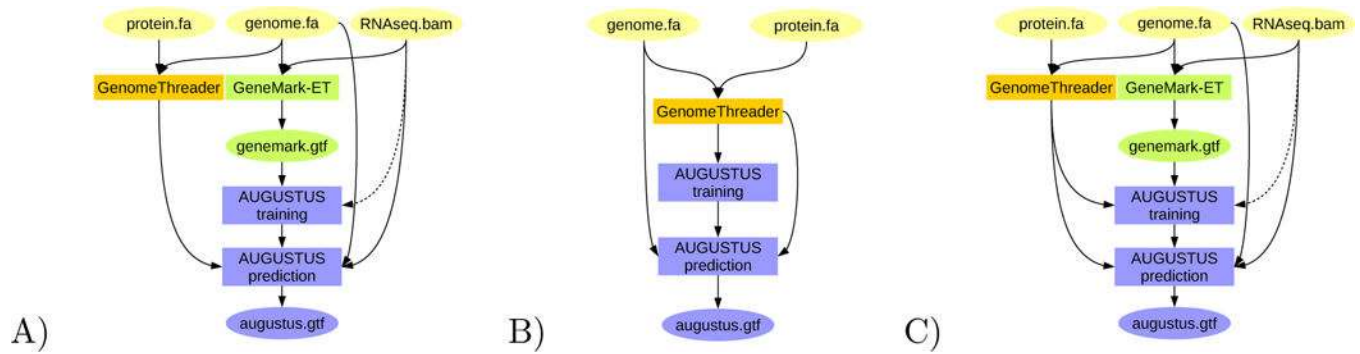 protein.fa
genome.fa
RNAseq.bam
GenomeThreader
GeneMark-ET
genemark.gtf
AUGUSTUS
training
AUGUSTUS
prediction
augustus.gtf
A)
genome.fa
protein.fa
GenomeThreader
AUGUSTUS
training
AUGUSTUS
prediction
augustus.gtf
B)
protein.fa
genome.fa
RNAseq.bam
GenomeThreader
GeneMark-ET
genemark.gtf
AUGUSTUS
training
AUGUSTUS
prediction
augustus.gtf
C)